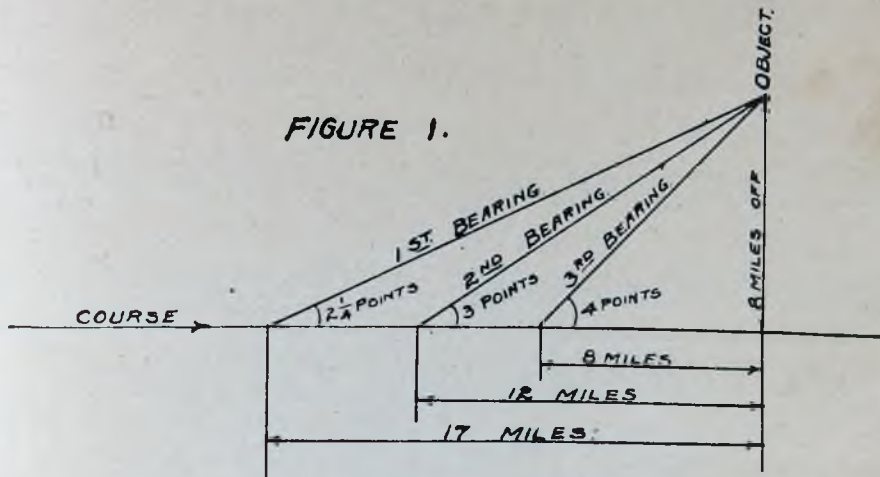 FIGURE 1.
OBJECT.
1ST. BEARING
2ND BEARING.
3RD BEARING
8 MILES OFF
COURSE
2 1/4 POINTS
3 POINTS
4 POINTS
8 MILES
12 MILES
17 MILES.